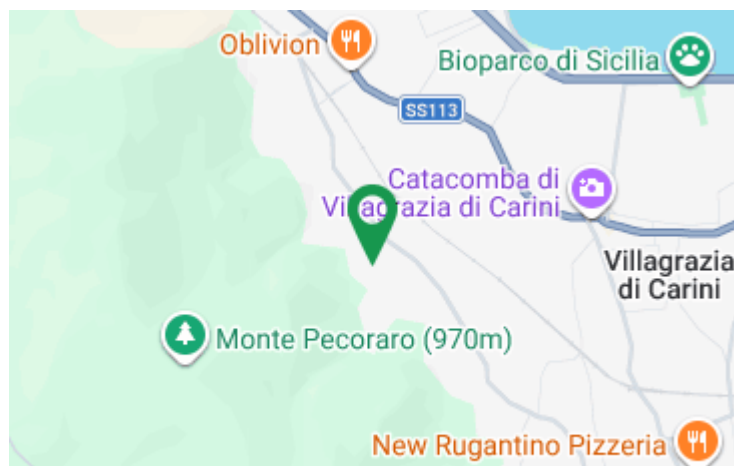 Oblivion
Bioparco di Sicilia
SS113
Catacomba di
Villagrazia di Carini
Villagrazia
di Carini
Monte Pecoraro (970m)
New Rugantino Pizzeria